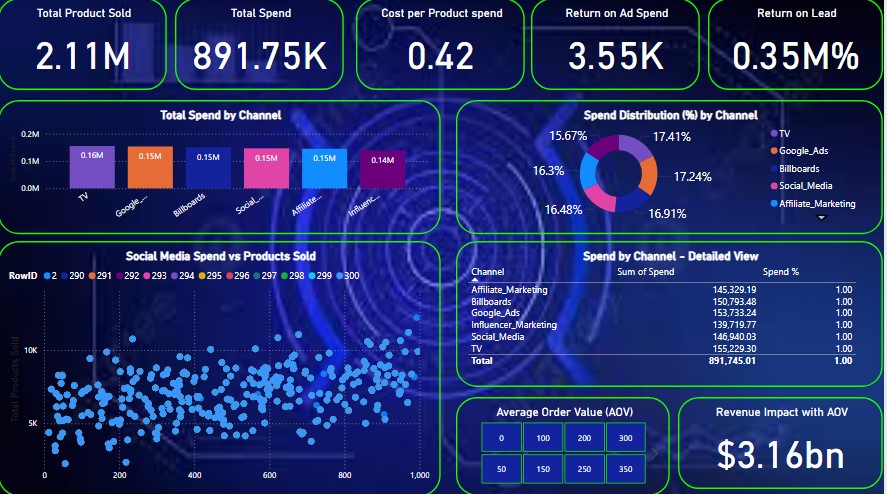 Total Product Sold
2.11M
Total Spend
891.75K
Cost per Product spend
0.42
Return on Ad Spend
3.55K
Return on Lead
0.35M%
Total Spend by Channel
0.2M
0.1M
0.0M
0.16M
0.15M
0.15M
0.15M
0.15M
0.14M
TV
Google_...
Billboards
Social_...
Affiliate...
Influenc...
Spend Distribution (%) by Channel
17.41%
17.24%
16.91%
16.48%
16.3%
15.67%
TV
Google_Ads
Billboards
Social_Media
Affiliate_Marketing
Social Media Spend vs Products Sold
RowID 2 290 291 292 293 294 295 296 297 298 299 300
Total Products Sold
10K
5K
0 200 400 600 800 1,000
Spend by Channel - Detailed View
Channel Sum of Spend Spend %
Affiliate_Marketing 145,329.19 1.00
Billboards 150,793.48 1.00
Google_Ads 153,733.24 1.00
Influencer_Marketing 139,719.77 1.00
Social_Media 146,940.03 1.00
TV 155,229.30 1.00
Total 891,745.01 1.00
Average Order Value (AOV)
0 100 200 300
50 150 250 350
Revenue Impact with AOV
$3.16bn